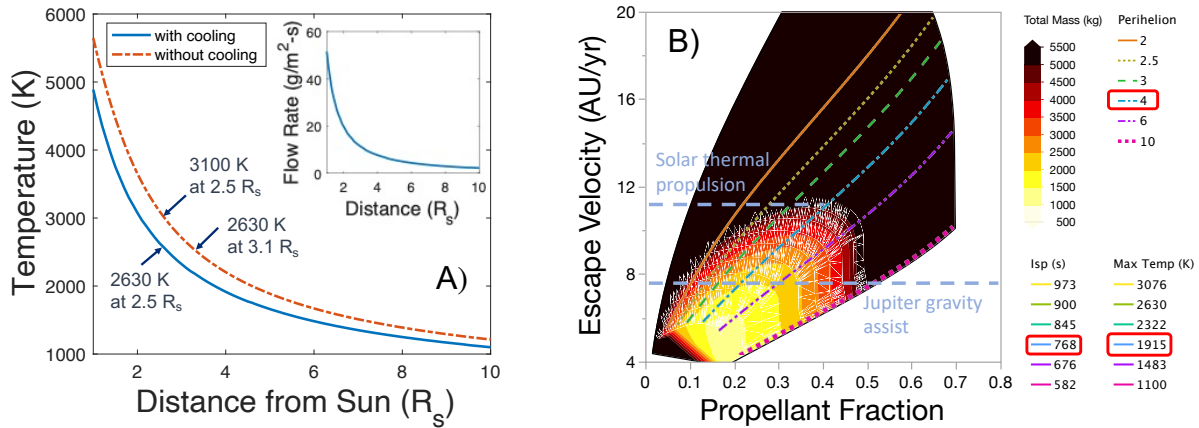 with cooling
without cooling
6000
5000
4000
3000
2000
1000
Temperature (K)
2
4
6
8
10
Distance from Sun (Rs)
3100 K
at 2.5 Rs
2630 K
at 3.1 Rs
2630 K
at 2.5 Rs
A)
60
40
20
0
Flow Rate (g/m²-s)
2
4
6
8
10
Distance (Rs)
B)
20
16
12
8
4
Escape Velocity (AU/yr)
Solar thermal
propulsion
Jupiter gravity
assist
0
0.1
0.2
0.3
0.4
0.5
0.6
0.7
0.8
Propellant Fraction
Total Mass (kg)
5500
5000
4500
4000
3500
3000
2500
2000
1500
1000
500
Perihelion
2
2.5
3
4
6
10
Isp (s)
973
900
845
768
676
582
Max Temp (K)
3076
2630
2322
1915
1483
1100